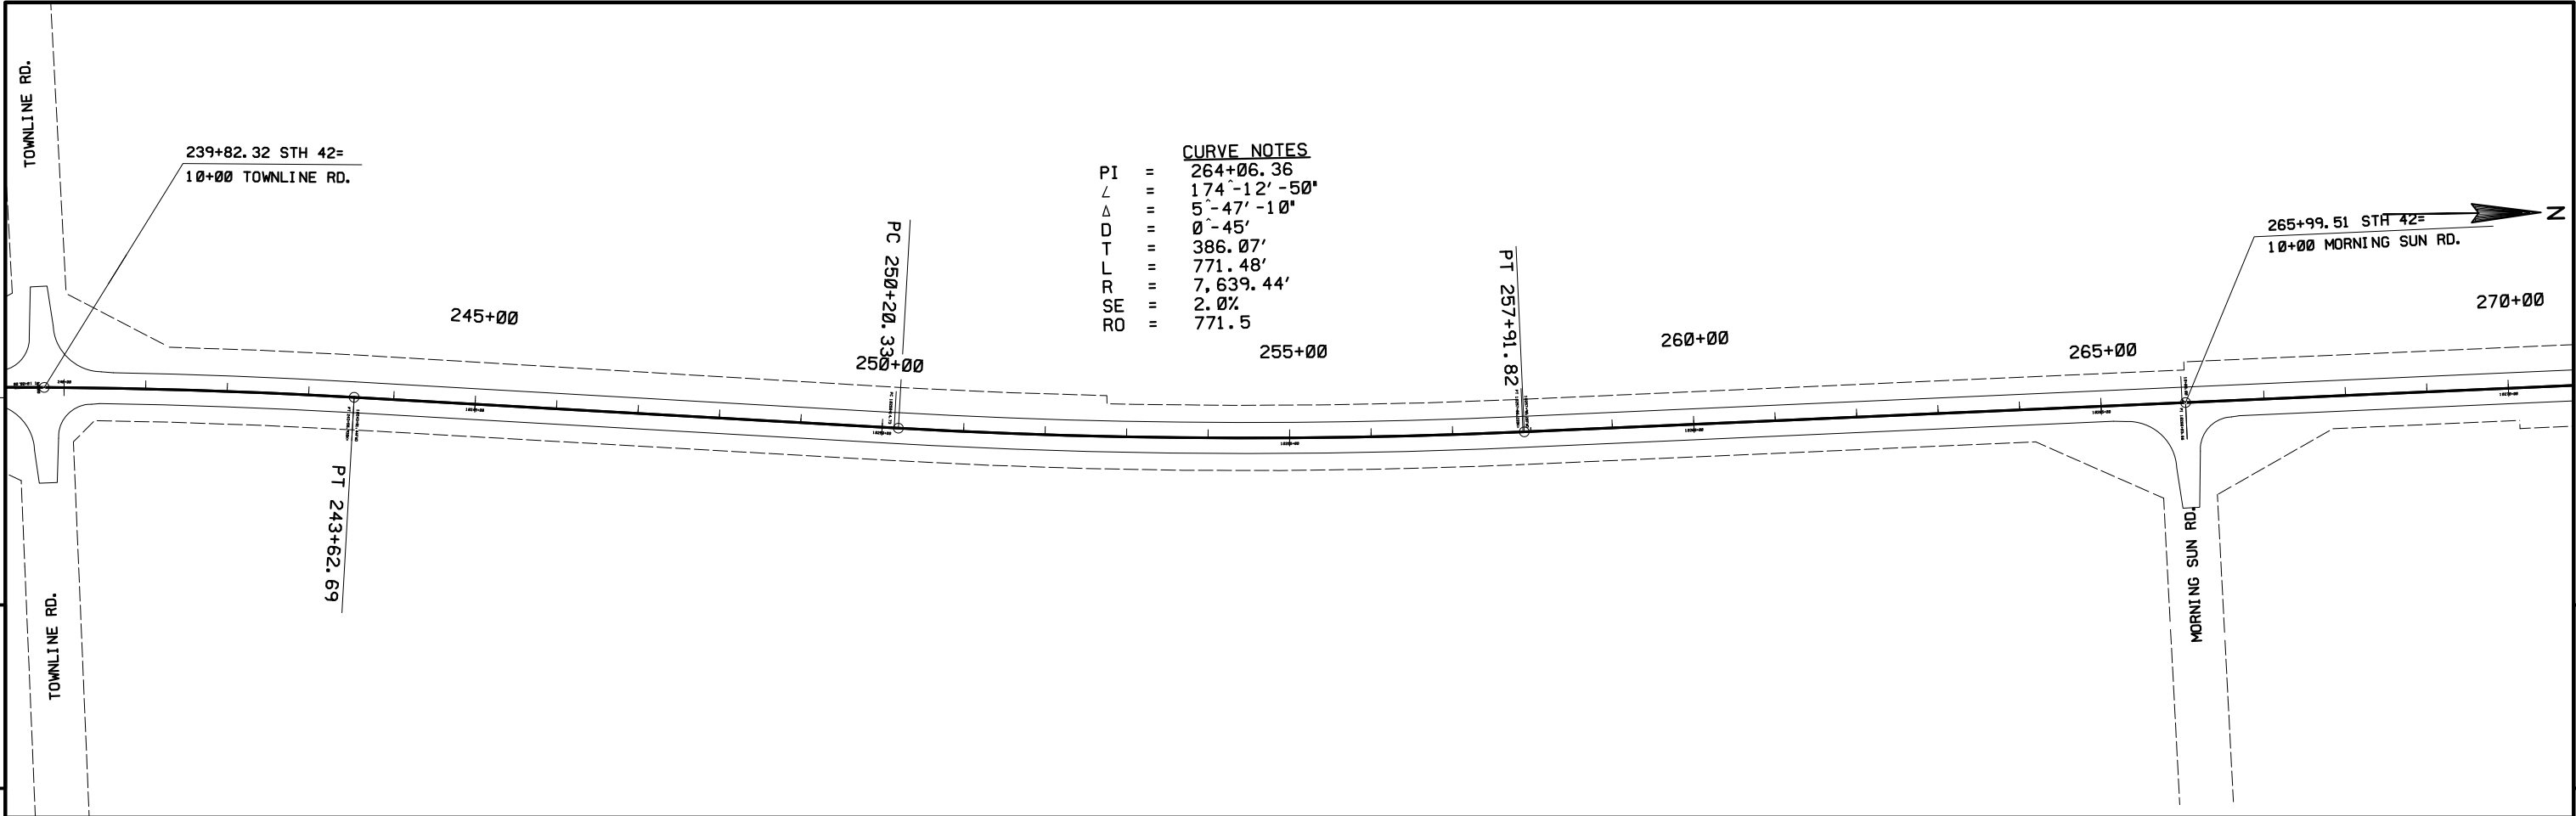 TOWNLINE RD.
239+82.32 STH 42=
10+00 TOWNLINE RD.
CURVE NOTES
PI = 264+06.36
∠ = 174^-12'-50"
Δ = 5^-47'-10"
D = 0^-45'
T = 386.07'
L = 771.48'
R = 7,639.44'
SE = 2.0%
RO = 771.5
N
265+99.51 STH 42=
10+00 MORNING SUN RD.
245+00
PC 250+20.33
250+00
255+00
PT 257+91.82
260+00
265+00
270+00
PT 243+62.69
TOWNLINE RD.
MORNING SUN RD.